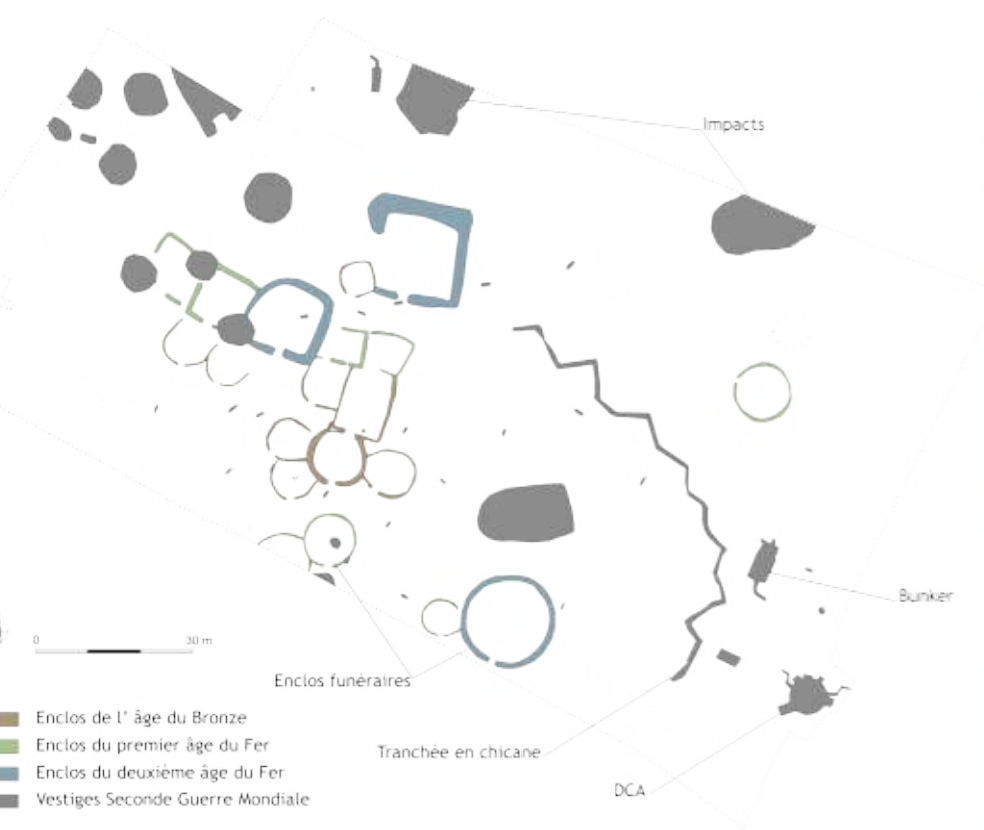 Impacts
Bunker
0 30 m
Enclos funéraires
Enclos de l' âge du Bronze
Enclos du premier âge du Fer
Tranchée en chicane
Enclos du deuxième âge du Fer
DCA
Vestiges Seconde Guerre Mondiale